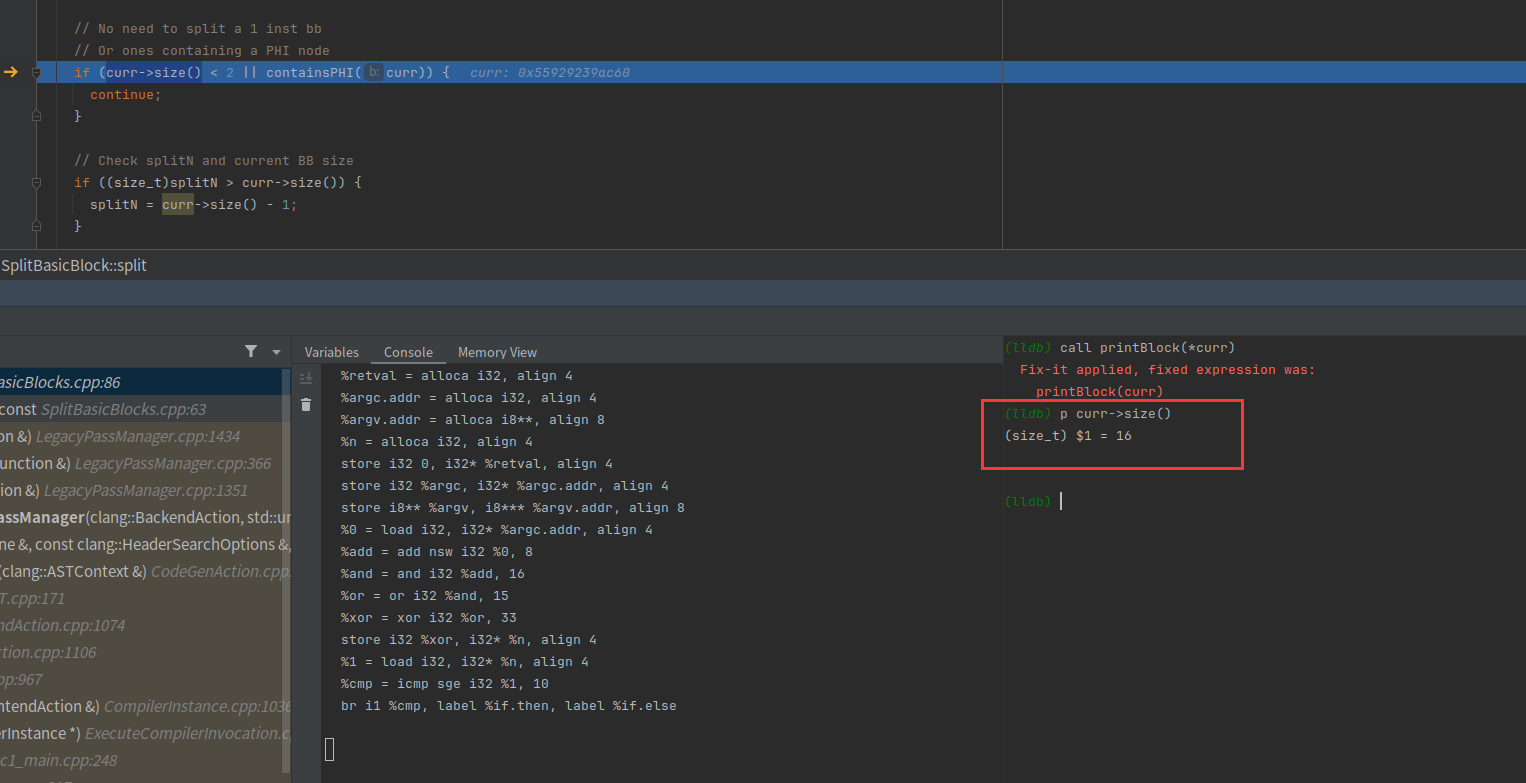 // No need to split a 1 inst bb
// Or ones containing a PHI node
if (curr->size() < 2 || containsPHI( b: curr)) { curr: 0x55929239ac60
continue;
}
// Check splitN and current BB size
if ((size_t)splitN > curr->size()) {
splitN = curr->size() - 1;
}
SplitBasicBlock::split
asicBlocks.cpp:86
const SplitBasicBlocks.cpp:63
on &) LegacyPassManager.cpp:1434
unction &) LegacyPassManager.cpp:366
ion &) LegacyPassManager.cpp:1351
assManager(clang::BackendAction, std::ur
ne &, const clang::HeaderSearchOptions &,
(clang::ASTContext &) CodeGenAction.cpp
T.cpp:171
ndAction.cpp:1074
ction.cpp:1106
pp:967
ntendAction &) CompilerInstance.cpp:1036
erInstance *) ExecuteCompilerInvocation.c
c1_main.cpp:248
Variables Console Memory View
%retval = alloca i32, align 4
%argc.addr = alloca i32, align 4
%argv.addr = alloca i8**, align 8
%n = alloca i32, align 4
store i32 0, i32* %retval, align 4
store i32 %argc, i32* %argc.addr, align 4
store i8** %argv, i8*** %argv.addr, align 8
%0 = load i32, i32* %argc.addr, align 4
%add = add nsw i32 %0, 8
%and = and i32 %add, 16
%or = or i32 %and, 15
%xor = xor i32 %or, 33
store i32 %xor, i32* %n, align 4
%1 = load i32, i32* %n, align 4
%cmp = icmp sge i32 %1, 10
br i1 %cmp, label %if.then, label %if.else
(lldb) call printBlock(*curr)
Fix-it applied, fixed expression was:
printBlock(curr)
(lldb) p curr->size()
(size_t) $1 = 16
(lldb)